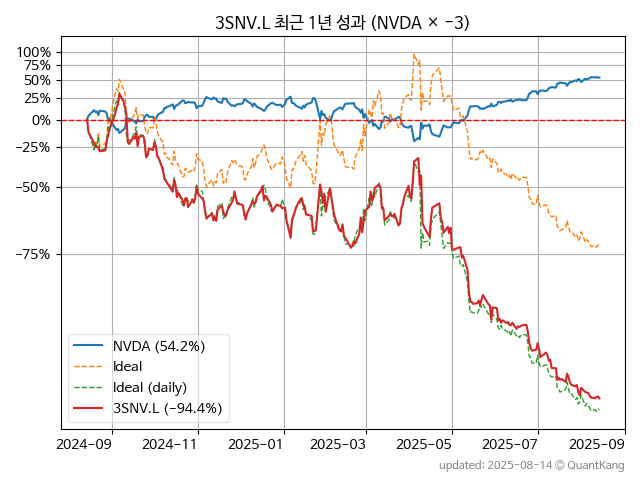 3SNV.L 최근 1년 성과 (NVDA × −3)
100%
75%
50%
25%
0%
−25%
−50%
−75%
NVDA (54.2%)
Ideal
Ideal (daily)
3SNV.L (−94.4%)
2024-09 2024-11 2025-01 2025-03 2025-05 2025-07 2025-09
updated: 2025-08-14 © QuantKang